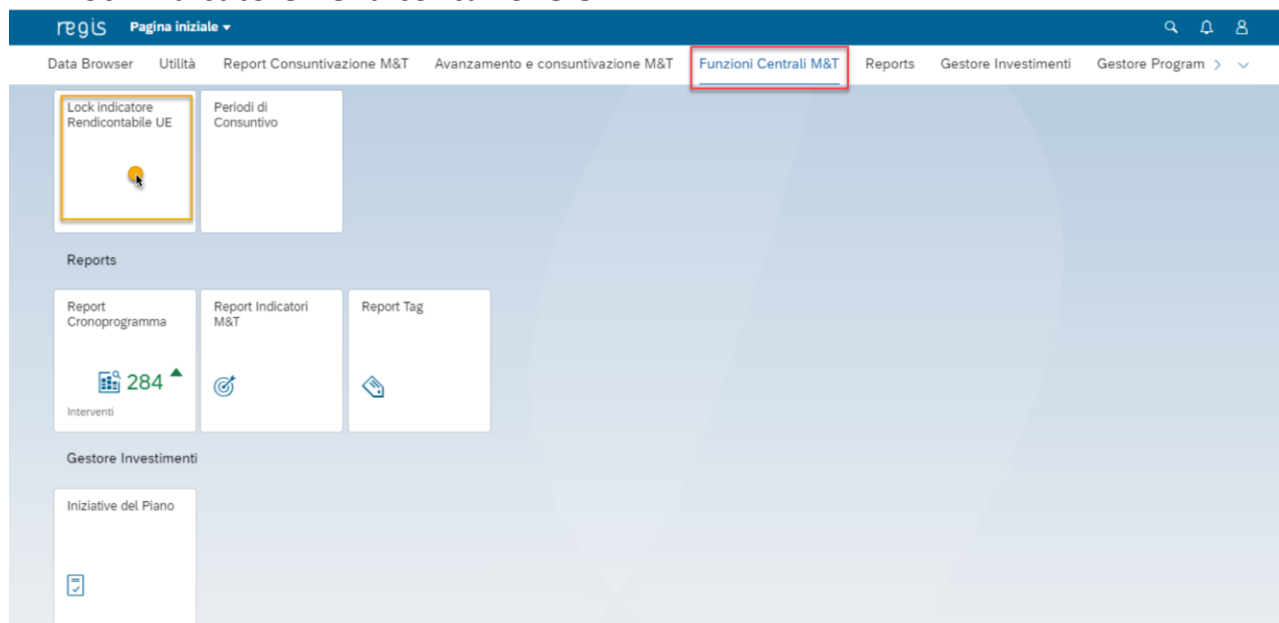 regis Pagina iniziale
Data Browser Utilità Report Consuntivazione M&T Avanzamento e consuntivazione M&T Funzioni Centrali M&T Reports Gestore Investimenti Gestore Program
Lock indicatore
Rendicontabile UE
Periodi di
Consuntivo
Reports
Report
Cronoprogramma
284
Interventi
Report Indicatori
M&T
Report Tag
Gestore Investimenti
Iniziative del Piano